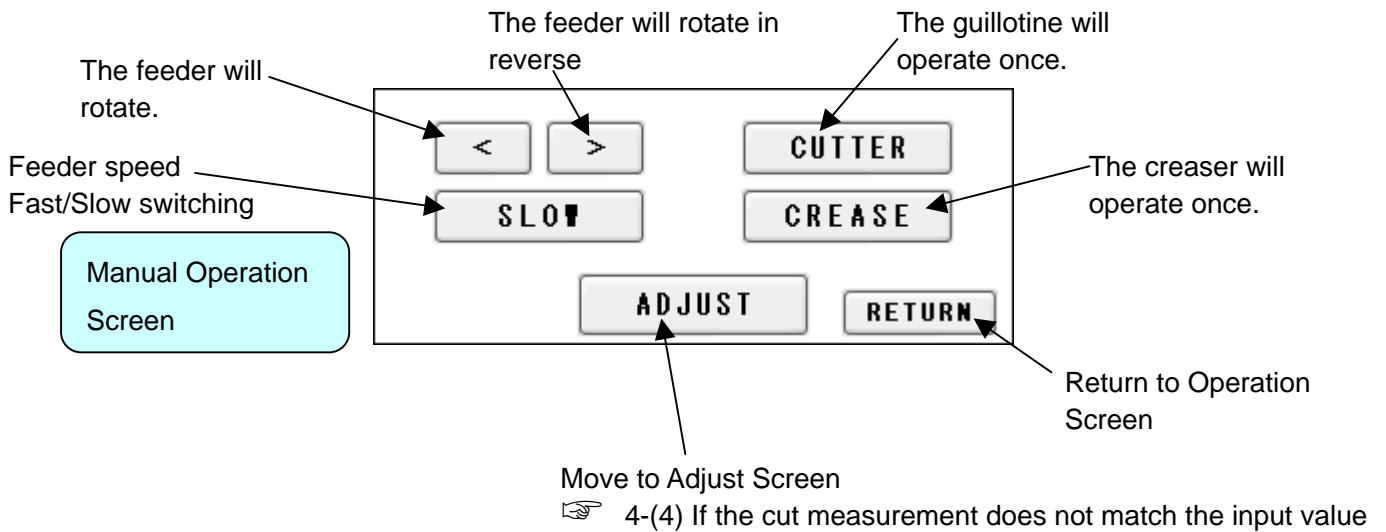 The feeder will rotate in
reverse
The guillotine will
operate once.
The feeder will
rotate.
< > CUTTER
Feeder speed
Fast/Slow switching
SLOW CREASE
The creaser will
operate once.
Manual Operation
Screen
ADJUST RETURN
Return to Operation
Screen
Move to Adjust Screen
☞ 4-(4) If the cut measurement does not match the input value